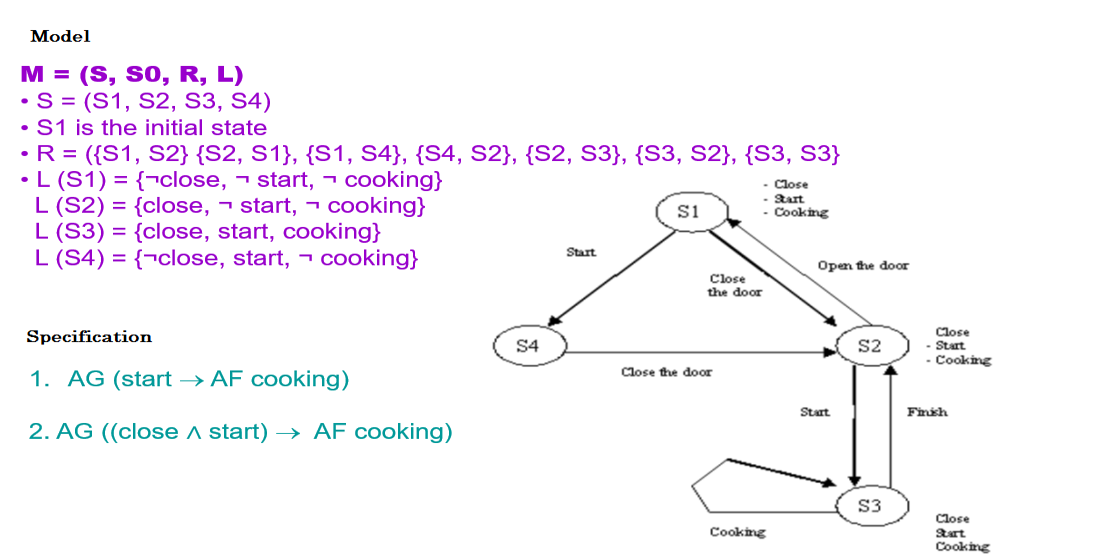 Model
M = (S, S0, R, L)
• S = (S1, S2, S3, S4)
• S1 is the initial state
• R = ({S1, S2} {S2, S1}, {S1, S4}, {S4, S2}, {S2, S3}, {S3, S2}, {S3, S3}
• L (S1) = {¬close, ¬ start, ¬ cooking}
L (S2) = {close, ¬ start, ¬ cooking}
L (S3) = {close, start, cooking}
L (S4) = {¬close, start, ¬ cooking}
- Close
- Start
- Cooking
S1
Start
Close
the door
Open the door
Specification
1. AG (start → AF cooking)
2. AG ((close ∧ start) → AF cooking)
S4
S2
Close
- Start
- Cooking
Close the door
Start
Finish
S3
Cooking
Close
Start
Cooking